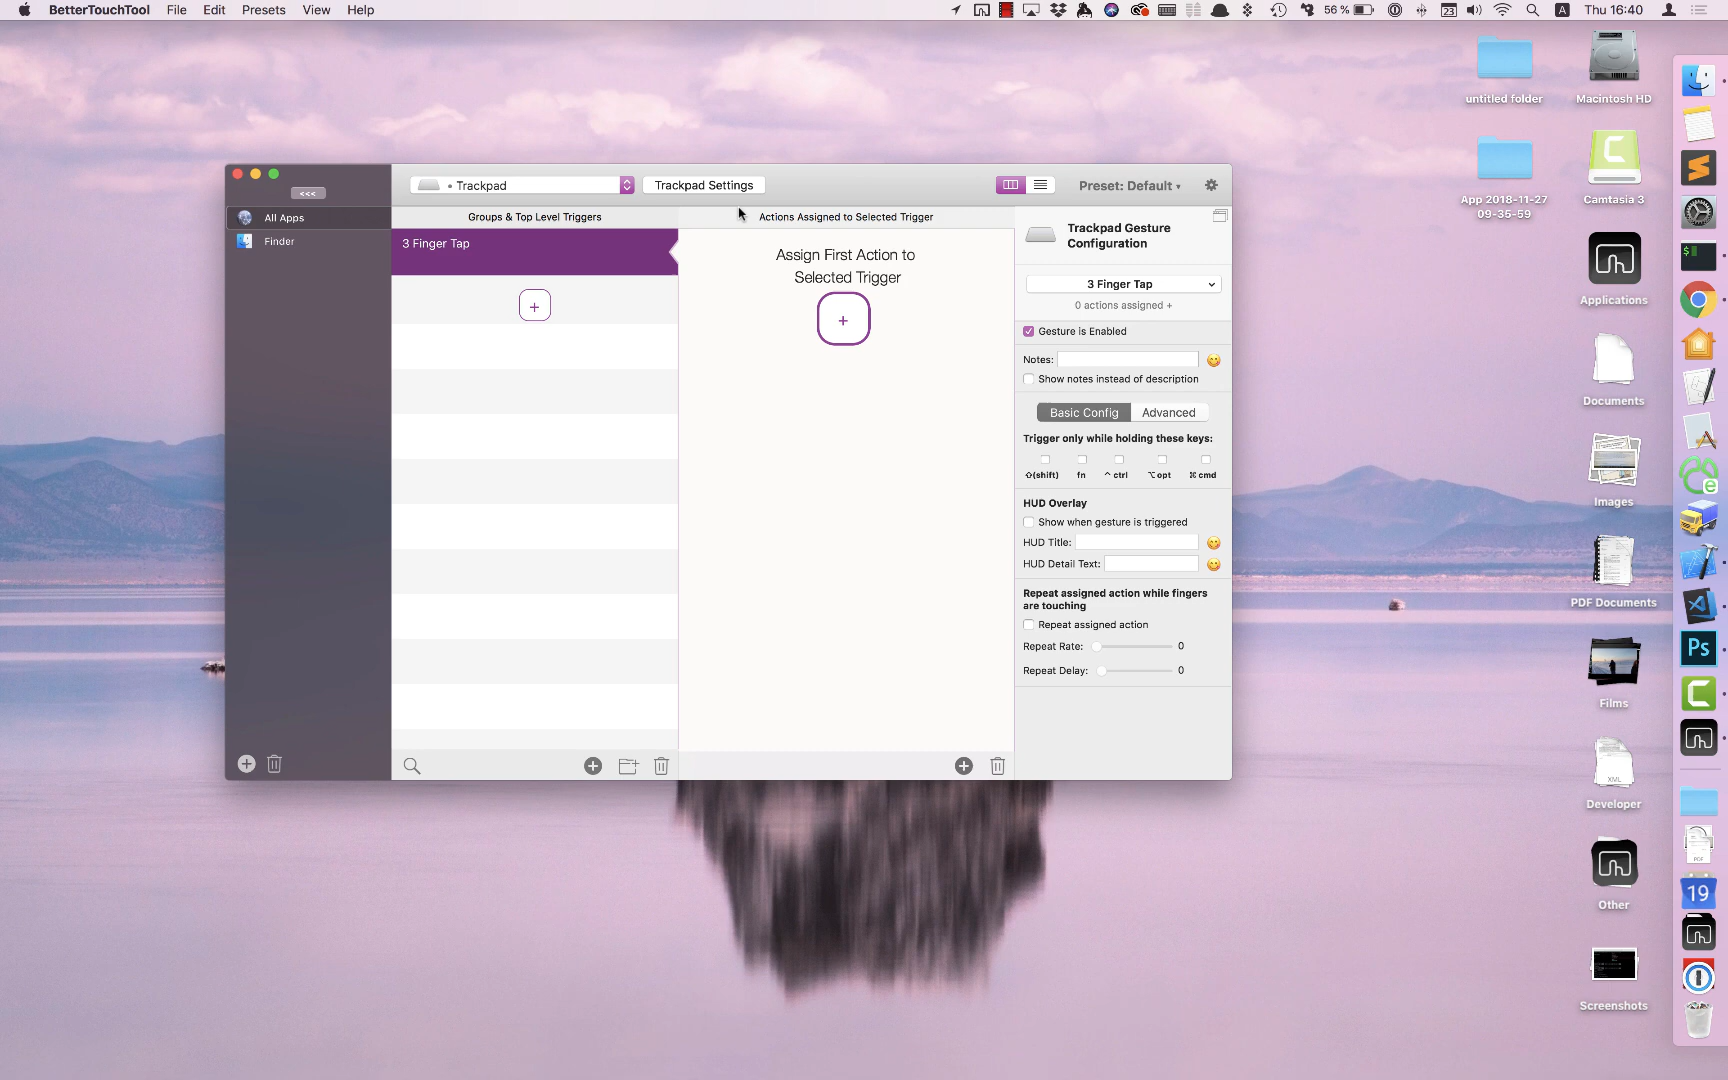 BetterTouchTool File Edit Presets View Help
56 % 23 A Thu 16:40
<<<
All Apps
Finder
• Trackpad
Trackpad Settings
Preset: Default
Groups & Top Level Triggers
3 Finger Tap
+
Actions Assigned to Selected Trigger
Assign First Action to
Selected Trigger
+
Trackpad Gesture
Configuration
3 Finger Tap
0 actions assigned +
Gesture is Enabled
Notes:
Show notes instead of description
Basic Config Advanced
Trigger only while holding these keys:
⇧(shift) fn ^ ctrl ⌥ opt ⌘ cmd
HUD Overlay
Show when gesture is triggered
HUD Title:
HUD Detail Text:
Repeat assigned action while fingers
are touching
Repeat assigned action
Repeat Rate: 0
Repeat Delay: 0
untitled folder
Macintosh HD
App 2018-11-27
09-35-59
C
Camtasia 3
Applications
Documents
Images
PDF Documents
Films
XML
Developer
Other
Screenshots
$
e
Ps
C
PDF
19